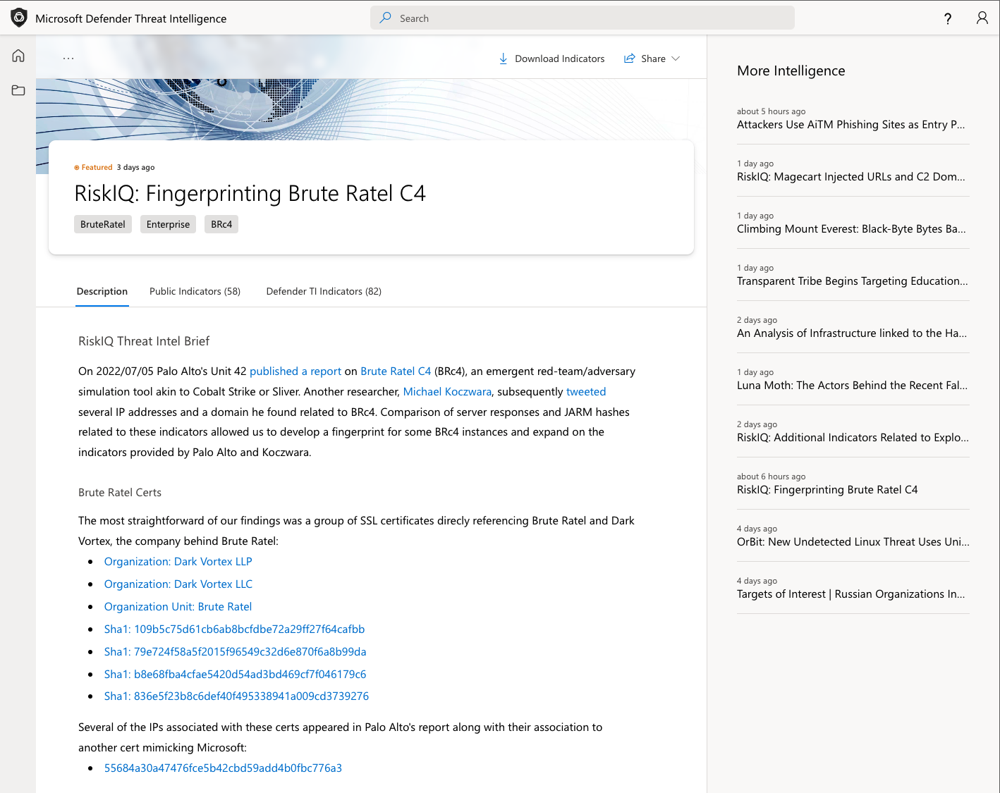 Microsoft Defender Threat Intelligence
Search
?
...
Download Indicators
Share
Featured 3 days ago
RiskIQ: Fingerprinting Brute Ratel C4
BruteRatel
Enterprise
BRc4
Description
Public Indicators (58)
Defender TI Indicators (82)
RiskIQ Threat Intel Brief
On 2022/07/05 Palo Alto's Unit 42 published a report on Brute Ratel C4 (BRc4), an emergent red-team/adversary
simulation tool akin to Cobalt Strike or Sliver. Another researcher, Michael Koczwara, subsequently tweeted
several IP addresses and a domain he found related to BRc4. Comparison of server responses and JARM hashes
related to these indicators allowed us to develop a fingerprint for some BRc4 instances and expand on the
indicators provided by Palo Alto and Koczwara.
Brute Ratel Certs
The most straightforward of our findings was a group of SSL certificates direcly referencing Brute Ratel and Dark
Vortex, the company behind Brute Ratel:
• Organization: Dark Vortex LLP
• Organization: Dark Vortex LLC
• Organization Unit: Brute Ratel
• Sha1: 109b5c75d61cb6ab8bcfdbe72a29ff27f64cafbb
• Sha1: 79e724f58a5f2015f96549c32d6e870f6a8b99da
• Sha1: b8e68fba4cfae5420d54ad3bd469cf7f046179c6
• Sha1: 836e5f23b8c6def40f495338941a009cd3739276
Several of the IPs associated with these certs appeared in Palo Alto's report along with their association to
another cert mimicking Microsoft:
• 55684a30a47476fce5b42cbd59add4b0fbc776a3
More Intelligence
about 5 hours ago
Attackers Use AiTM Phishing Sites as Entry P...
1 day ago
RiskIQ: Magecart Injected URLs and C2 Dom...
1 day ago
Climbing Mount Everest: Black-Byte Bytes Ba...
1 day ago
Transparent Tribe Begins Targeting Education...
2 days ago
An Analysis of Infrastructure linked to the Ha...
1 day ago
Luna Moth: The Actors Behind the Recent Fal...
2 days ago
RiskIQ: Additional Indicators Related to Explo...
about 6 hours ago
RiskIQ: Fingerprinting Brute Ratel C4
4 days ago
OrBit: New Undetected Linux Threat Uses Uni...
4 days ago
Targets of Interest | Russian Organizations In...